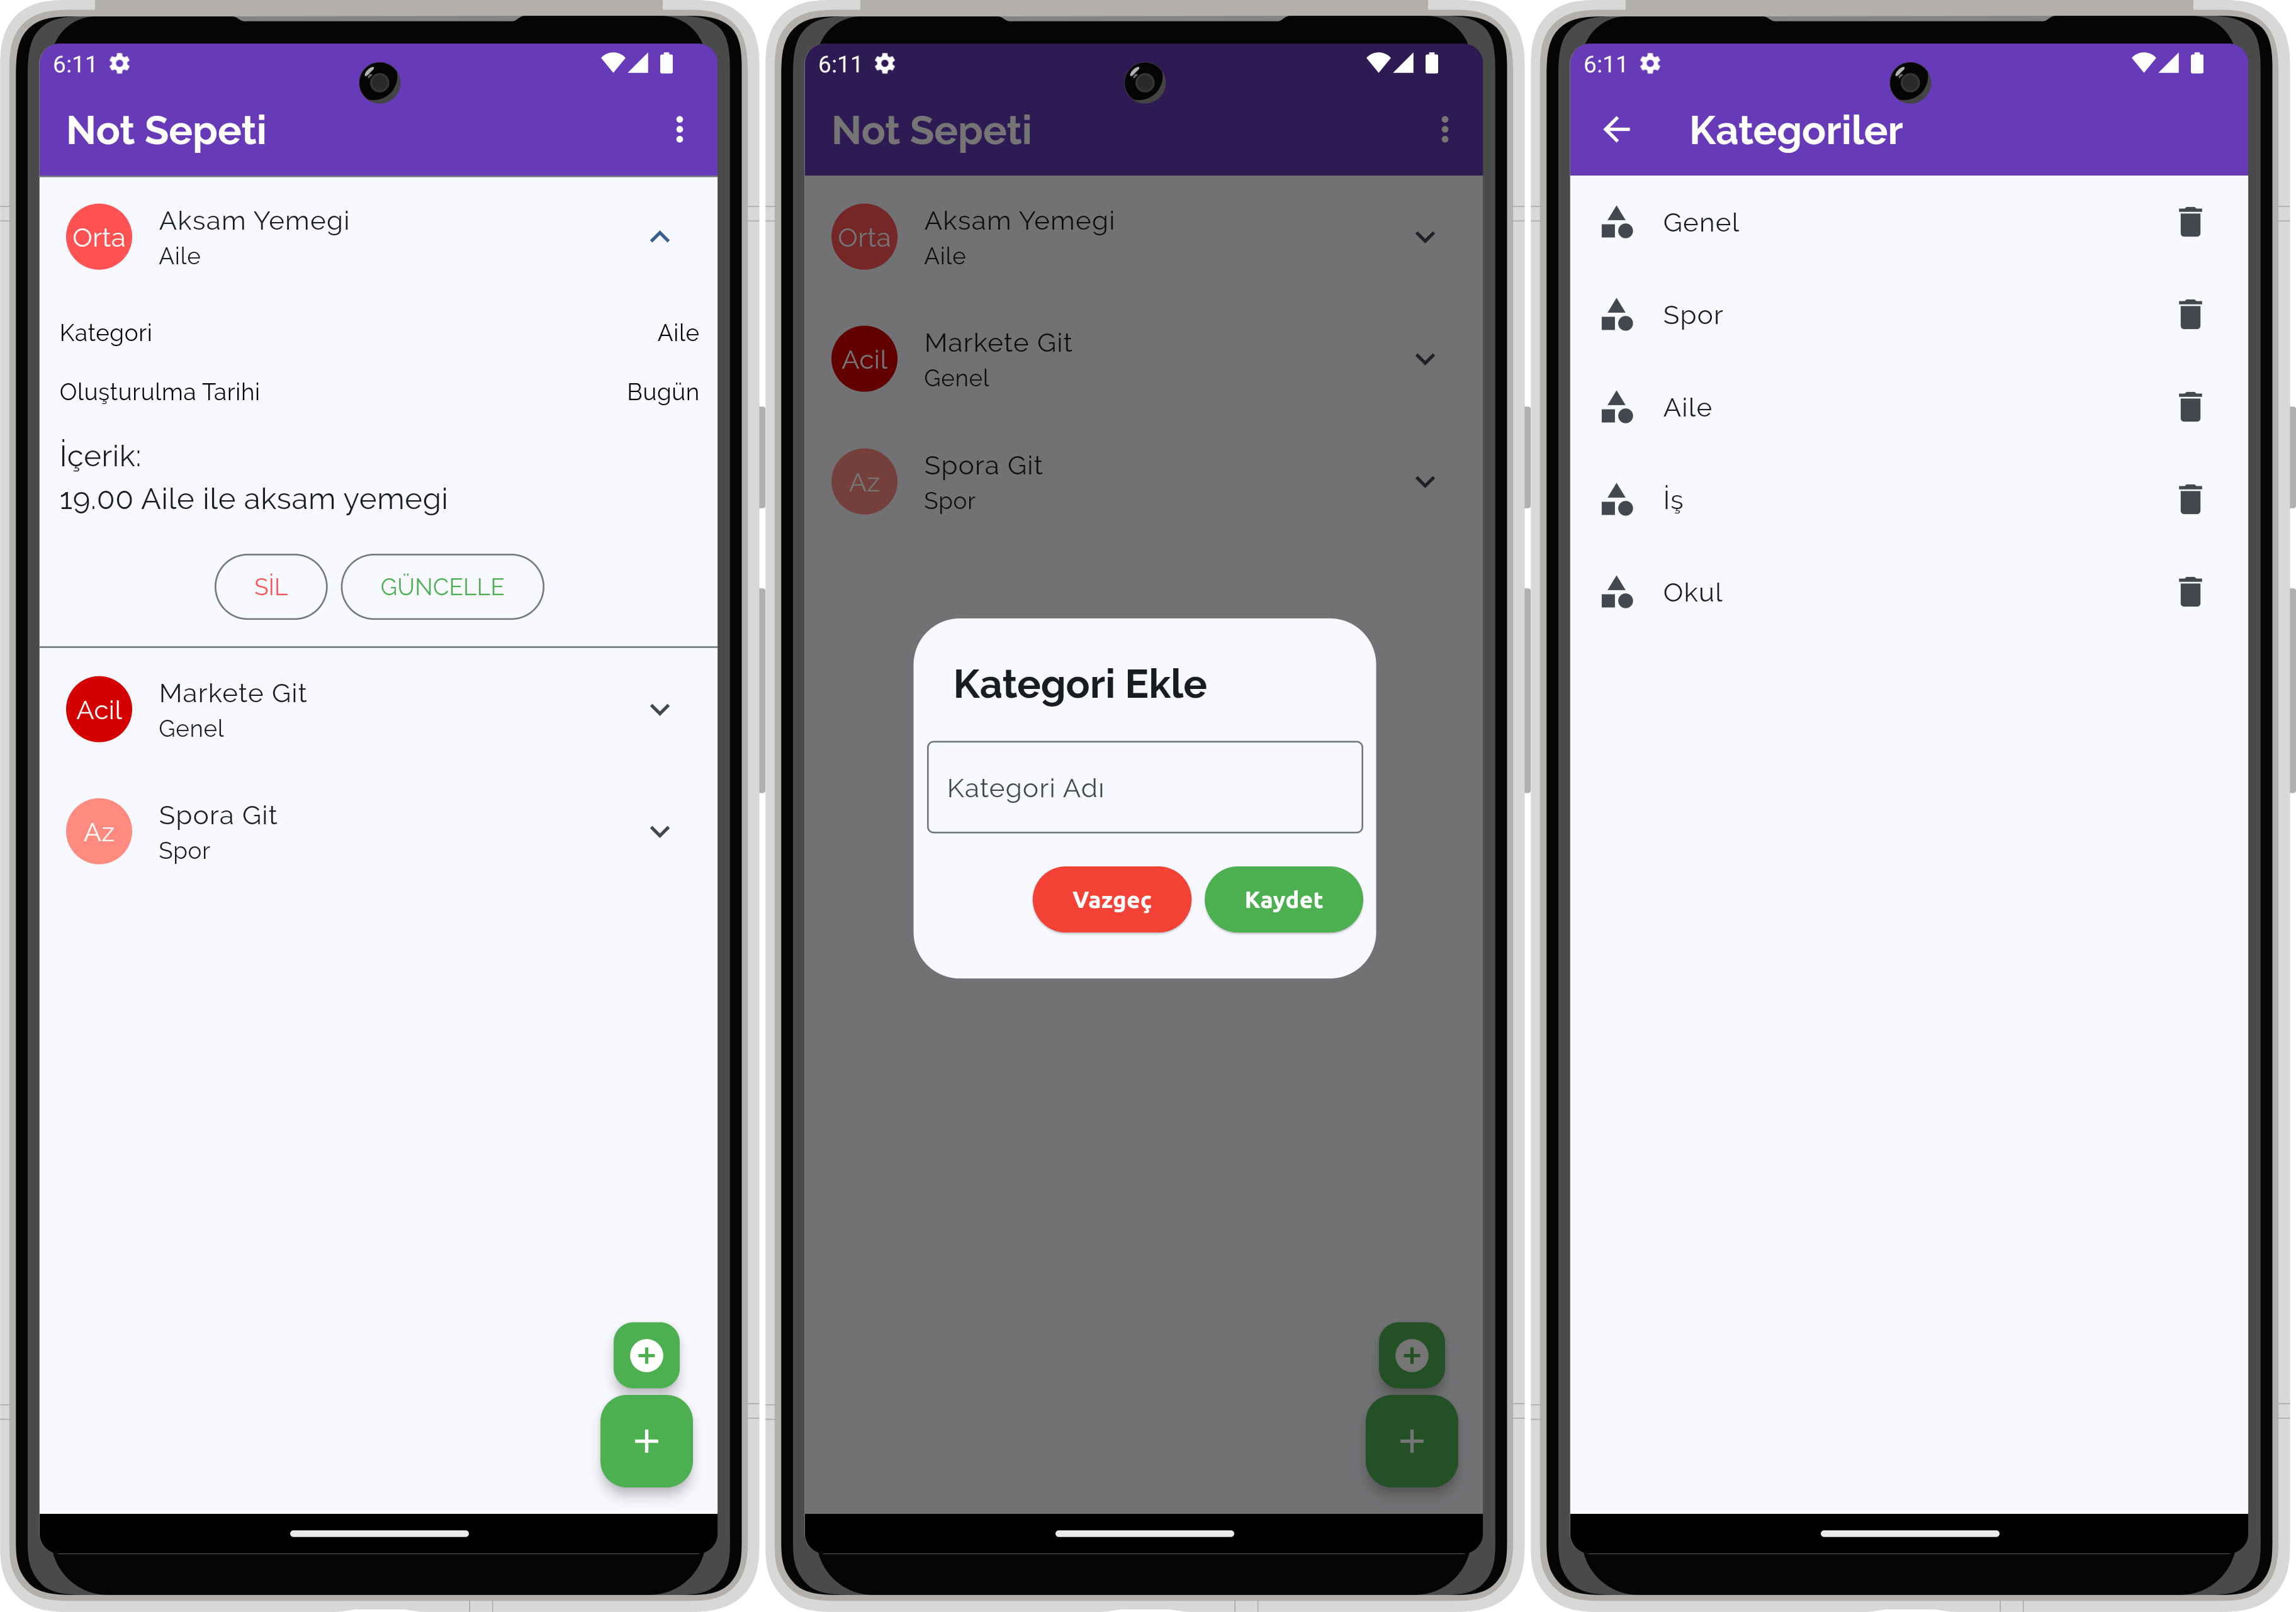 6:11
Not Sepeti
Orta
Aksam Yemegi
Aile
Kategori
Aile
Oluşturulma Tarihi
Bugün
İçerik:
19.00 Aile ile aksam yemegi
SİL
GÜNCELLE
Acil
Markete Git
Genel
Az
Spora Git
Spor
6:11
Not Sepeti
Orta
Aksam Yemegi
Aile
Acil
Markete Git
Genel
Az
Spora Git
Spor
Kategori Ekle
Kategori Adı
Vazgeç
Kaydet
6:11
Kategoriler
Genel
Spor
Aile
İş
Okul